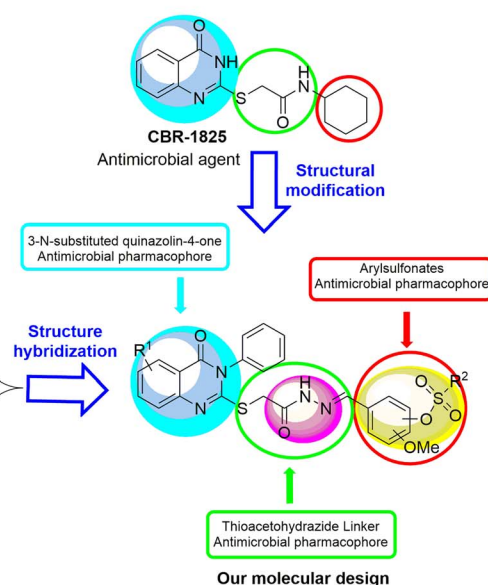 O
NH
N
S
O
H
N
CBR-1825
Antimicrobial agent
Structural
modification
3-N-substituted quinazolin-4-one
Antimicrobial pharmacophore
Arylsulfonates
Antimicrobial pharmacophore
Structure
hybridization
R1
O
N
N
S
O
H
N
N
O
S
O
O
R2
OMe
Thioacetohydrazide Linker
Antimicrobial pharmacophore
Our molecular design